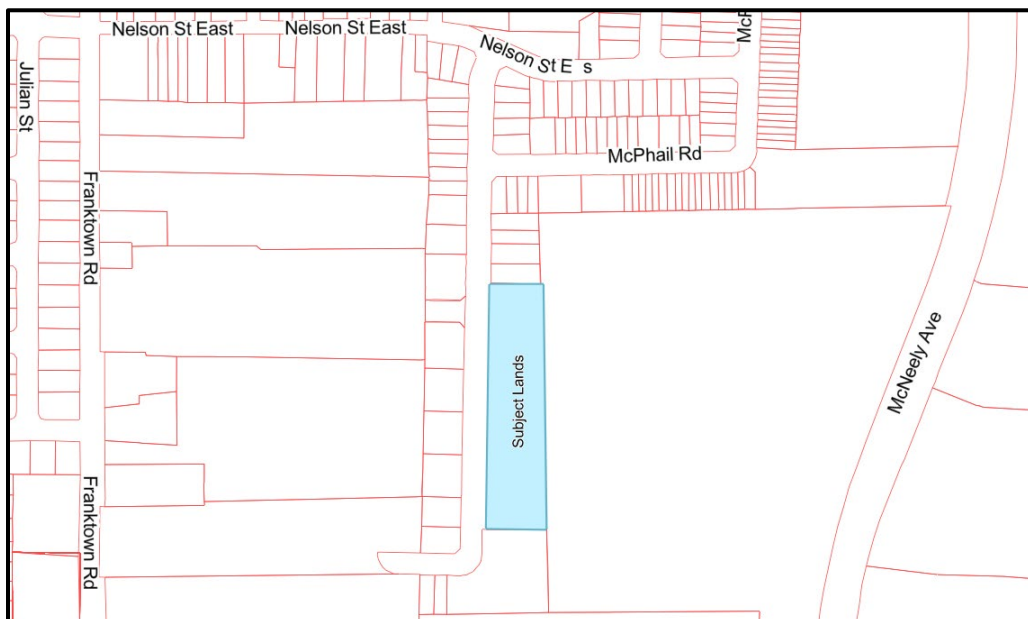 Nelson St East
Nelson St East
Nelson St E s
McP
Julian St
McPhail Rd
Franktown Rd
Subject Lands
McNeely Ave
Franktown Rd